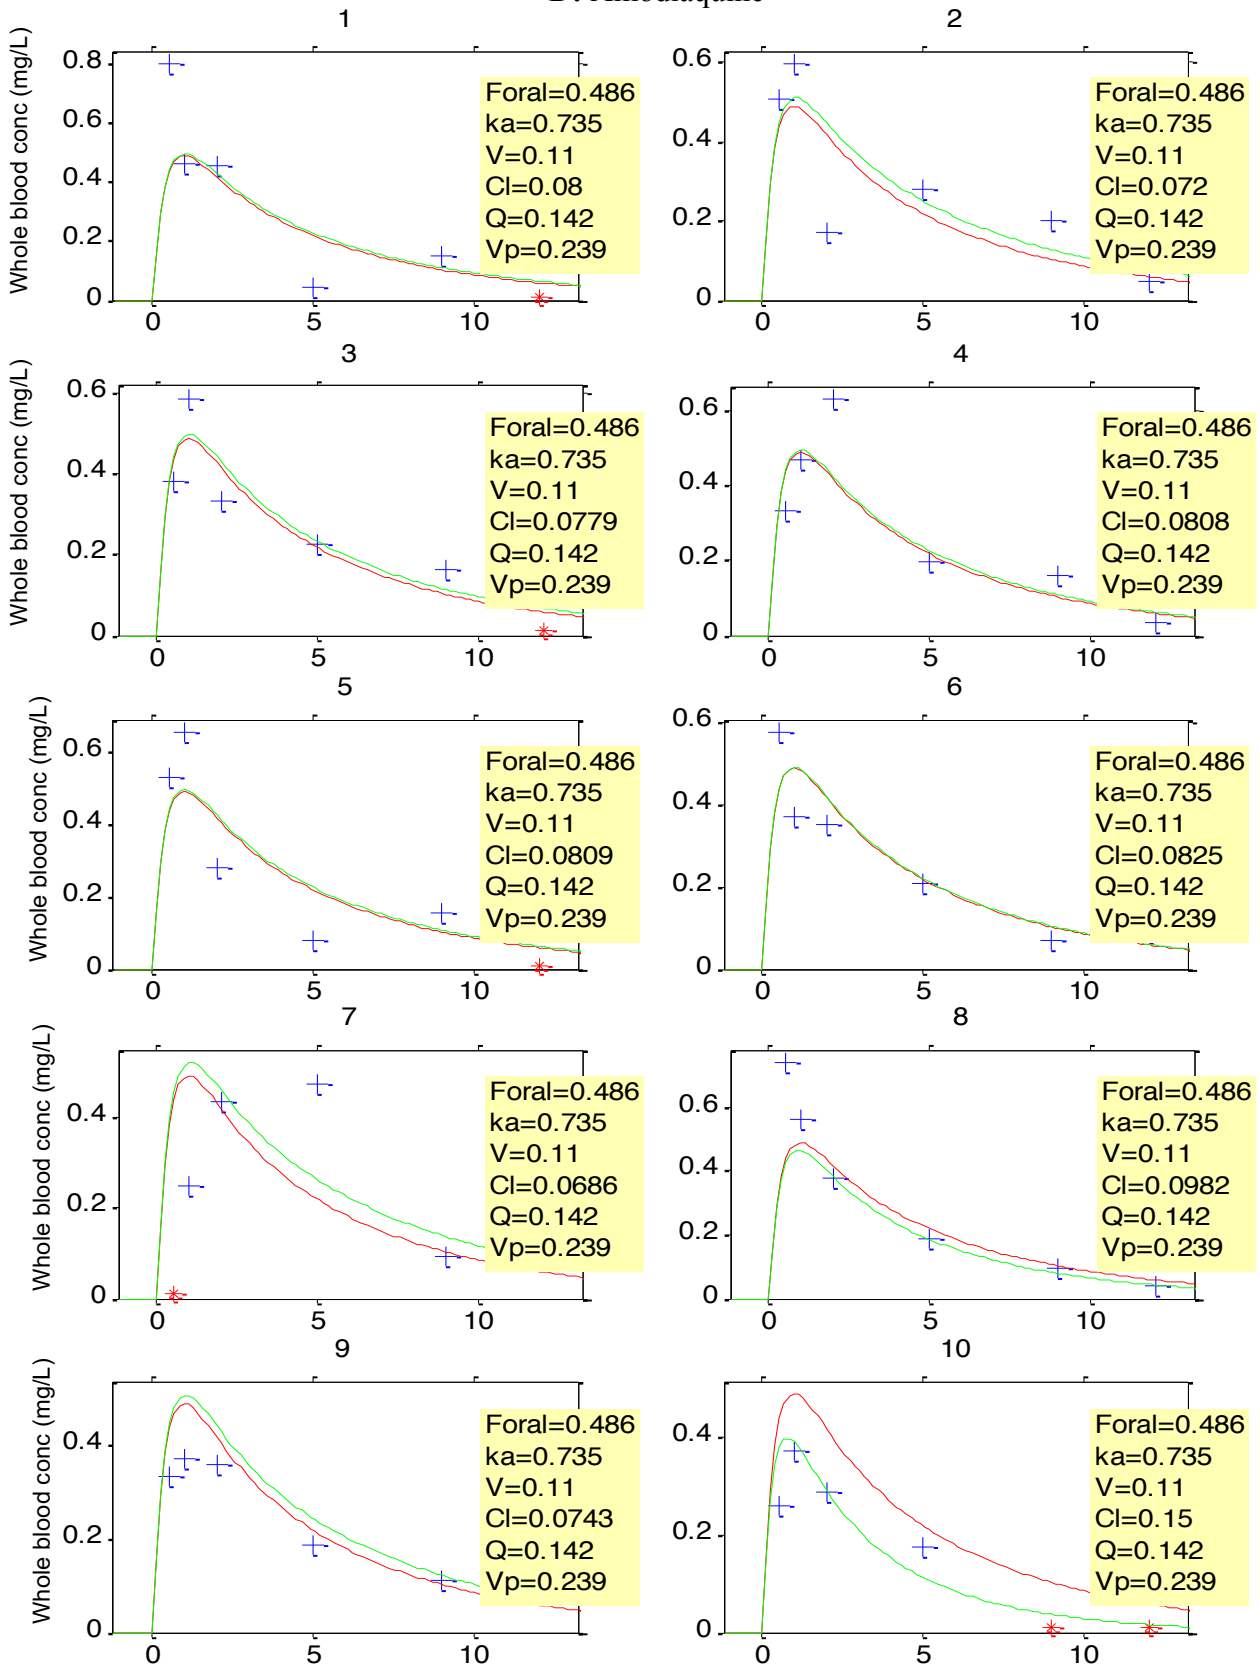 1
2
Whole blood conc (mg/L)
0.8
0.6
0.4
0.2
0
Foral=0.486
ka=0.735
V=0.11
Cl=0.08
Q=0.142
Vp=0.239
0 5 10
0.6
0.4
0.2
0
Foral=0.486
ka=0.735
V=0.11
Cl=0.072
Q=0.142
Vp=0.239
0 5 10
3
4
Whole blood conc (mg/L)
0.6
0.4
0.2
0
Foral=0.486
ka=0.735
V=0.11
Cl=0.0779
Q=0.142
Vp=0.239
0 5 10
0.6
0.4
0.2
0
Foral=0.486
ka=0.735
V=0.11
Cl=0.0808
Q=0.142
Vp=0.239
0 5 10
5
6
Whole blood conc (mg/L)
0.6
0.4
0.2
0
Foral=0.486
ka=0.735
V=0.11
Cl=0.0809
Q=0.142
Vp=0.239
0 5 10
0.6
0.4
0.2
0
Foral=0.486
ka=0.735
V=0.11
Cl=0.0825
Q=0.142
Vp=0.239
0 5 10
7
8
Whole blood conc (mg/L)
0.4
0.2
0
Foral=0.486
ka=0.735
V=0.11
Cl=0.0686
Q=0.142
Vp=0.239
0 5 10
0.6
0.4
0.2
0
Foral=0.486
ka=0.735
V=0.11
Cl=0.0982
Q=0.142
Vp=0.239
0 5 10
9
10
Whole blood conc (mg/L)
0.4
0.2
0
Foral=0.486
ka=0.735
V=0.11
Cl=0.0743
Q=0.142
Vp=0.239
0 5 10
0.4
0.2
0
Foral=0.486
ka=0.735
V=0.11
Cl=0.15
Q=0.142
Vp=0.239
0 5 10